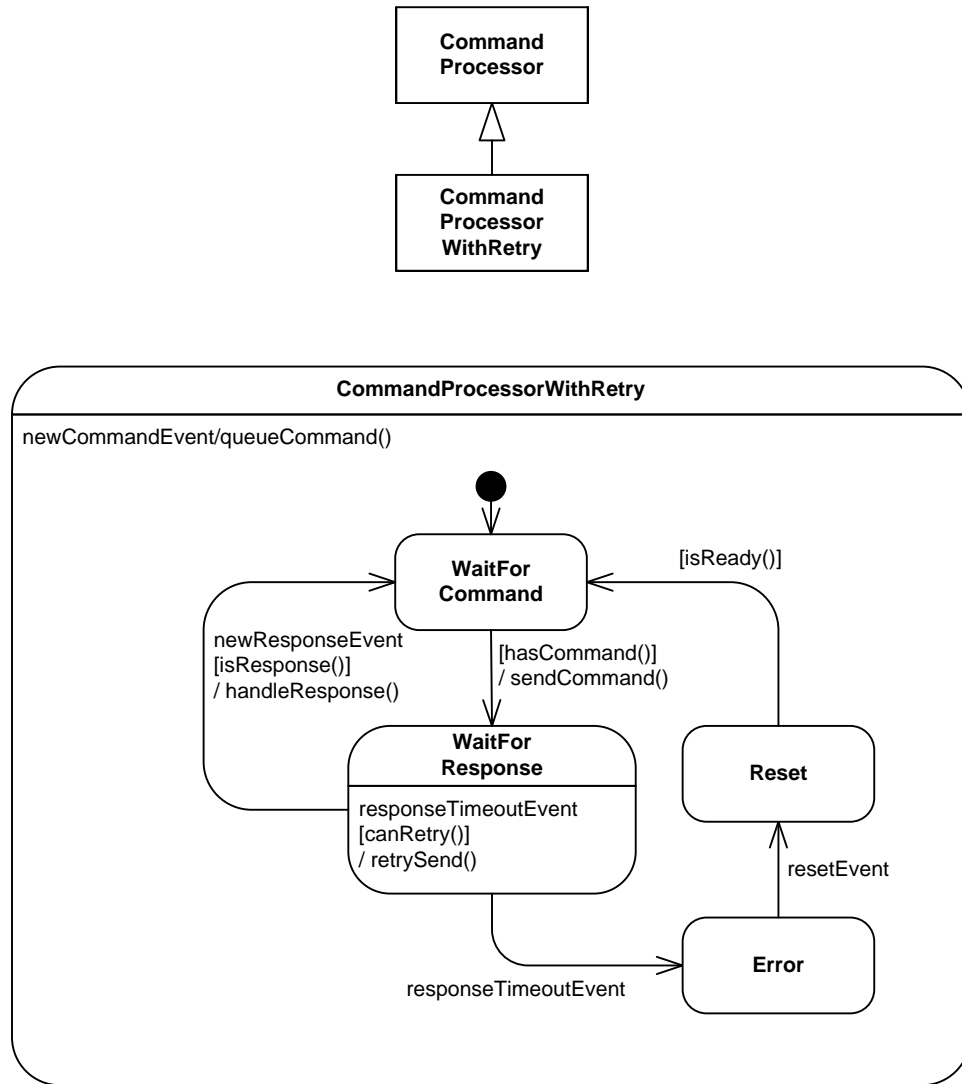 Command
Processor
Command
Processor
WithRetry
CommandProcessorWithRetry
newCommandEvent/queueCommand()
WaitFor
Command
[isReady()]
newResponseEvent
[isResponse()]
/ handleResponse()
[hasCommand()]
/ sendCommand()
WaitFor
Response
responseTimeoutEvent
[canRetry()]
/ retrySend()
Reset
resetEvent
Error
responseTimeoutEvent